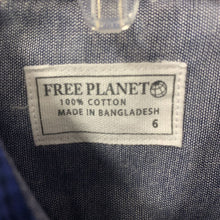 FREE PLANET
100% COTTON
MADE IN BANGLADESH
6